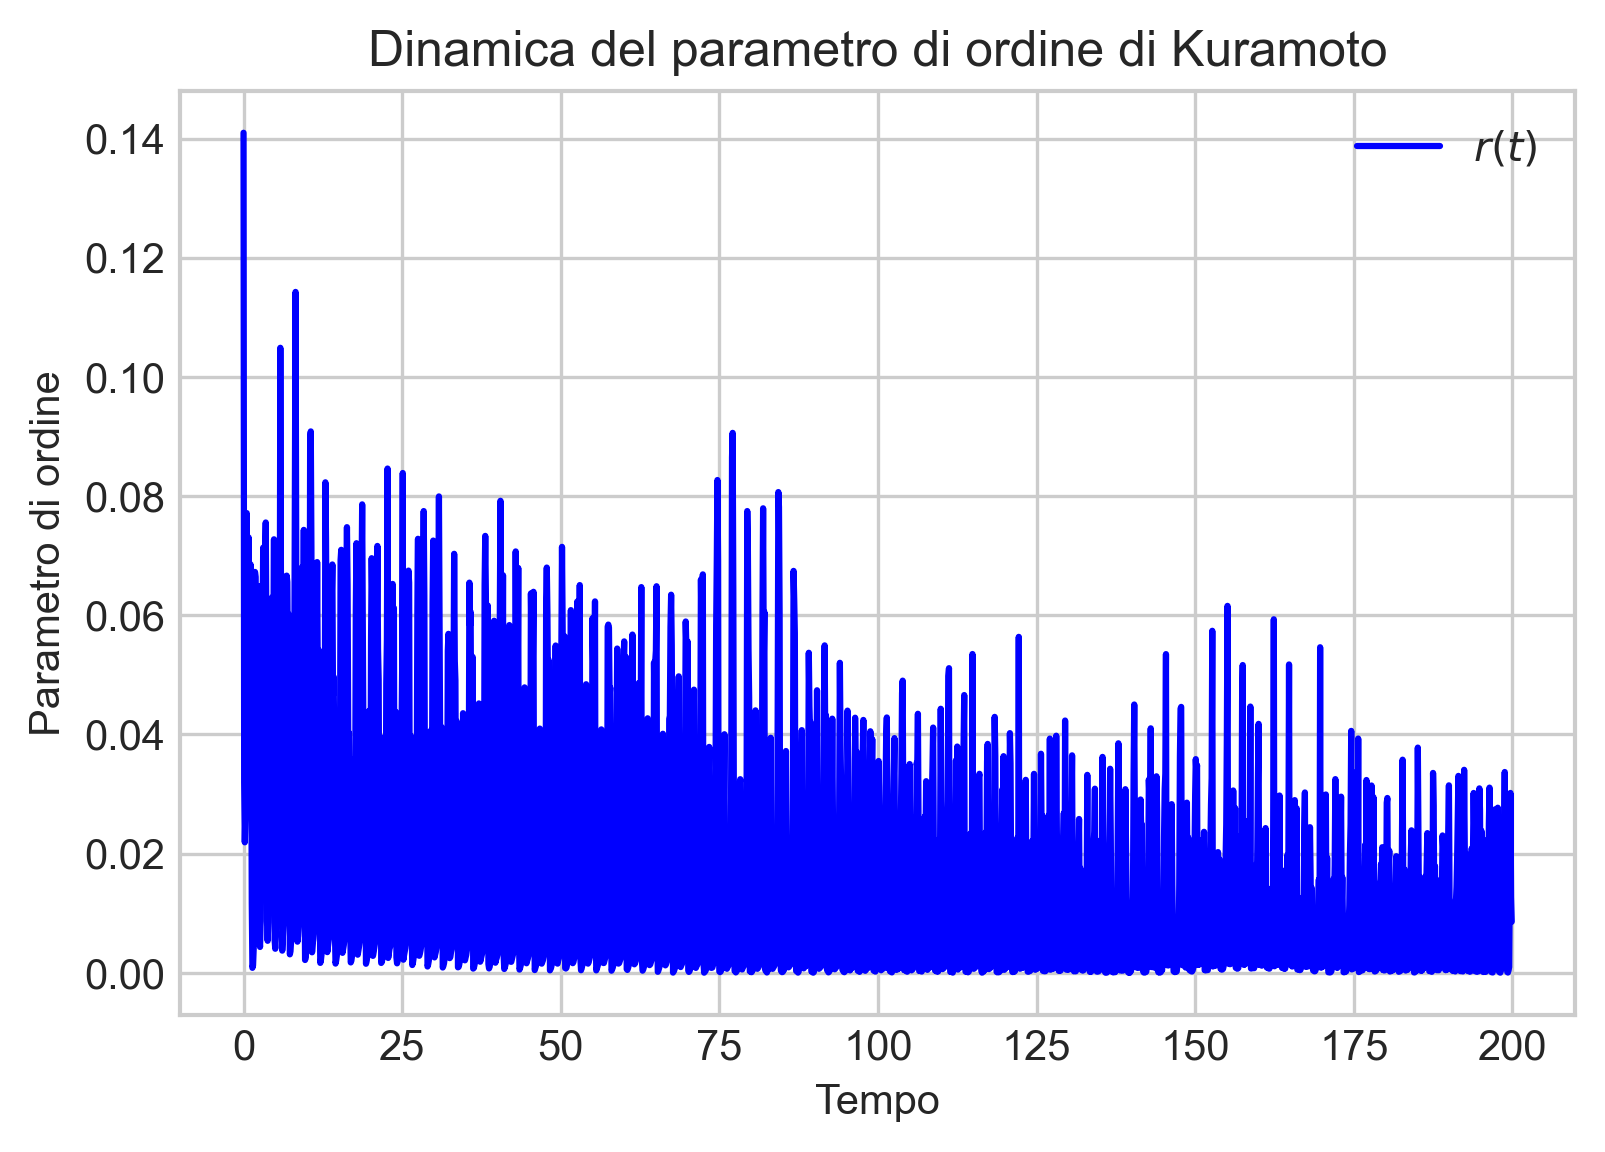 Dinamica del parametro di ordine di Kuramoto
r(t)
Parametro di ordine
0.14
0.12
0.10
0.08
0.06
0.04
0.02
0.00
0 25 50 75 100 125 150 175 200
Tempo